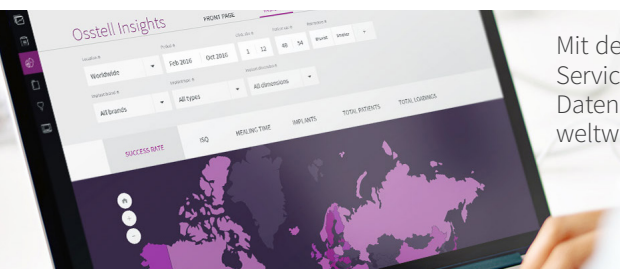 Osstell Insights
FRONT PAGE
Worldwide
Feb 2016
Oct 2016
1
12
48
54
All brands
All types
All dimensions
SUCCESS RATE
ISQ
HEALING TIME
IMPLANTS
TOTAL PATIENTS
TOTAL LOADINGS
Mit de
Servic
Daten
weltw